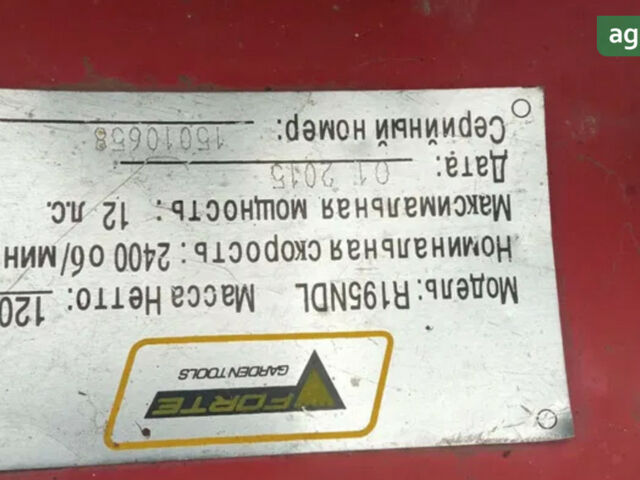 FORTE
GARDEN TOOLS
Модель: R195NDL Масса Нетто: 120
Номинальная скорость: 2400 об/мин
Максимальная мощность: 12 л.с.
Дата: 01 2015
Серийный номер: 15010658
ag